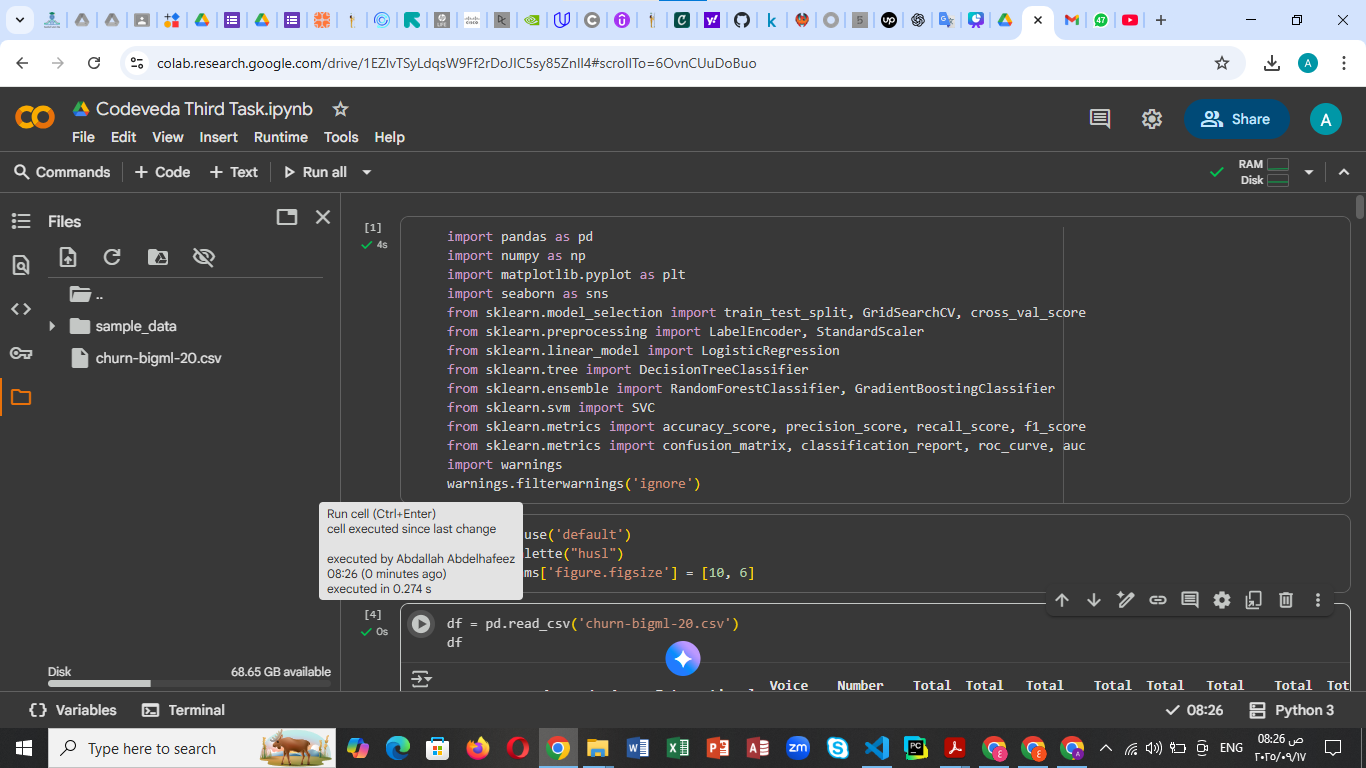 colab.research.google.com/drive/1EZIvTSyLdqsW9Ff2rDoJIC5sy85ZnlI4#scrollTo=6OvnCUuDoBuo
A
Codeveda Third Task.ipynb
Share
A
File Edit View Insert Runtime Tools Help
Commands + Code + Text Run all
RAM
Disk
Files
..
sample_data
churn-bigml-20.csv
Disk 68.65 GB available
[1]
4s
import pandas as pd
import numpy as np
import matplotlib.pyplot as plt
import seaborn as sns
from sklearn.model_selection import train_test_split, GridSearchCV, cross_val_score
from sklearn.preprocessing import LabelEncoder, StandardScaler
from sklearn.linear_model import LogisticRegression
from sklearn.tree import DecisionTreeClassifier
from sklearn.ensemble import RandomForestClassifier, GradientBoostingClassifier
from sklearn.svm import SVC
from sklearn.metrics import accuracy_score, precision_score, recall_score, f1_score
from sklearn.metrics import confusion_matrix, classification_report, roc_curve, auc
import warnings
warnings.filterwarnings('ignore')
Run cell (Ctrl+Enter)
cell executed since last change
executed by Abdallah Abdelhafeez
08:26 (0 minutes ago)
executed in 0.274 s
use('default')
lette("husl")
ms['figure.figsize'] = [10, 6]
[4]
0s
df = pd.read_csv('churn-bigml-20.csv')
df
Voice Number Total Total Total Total Total Total Total Tot
Variables Terminal
08:26 Python 3
Type here to search
ENG
08:26 ص
٢٠٢٥/٠٩/١٧